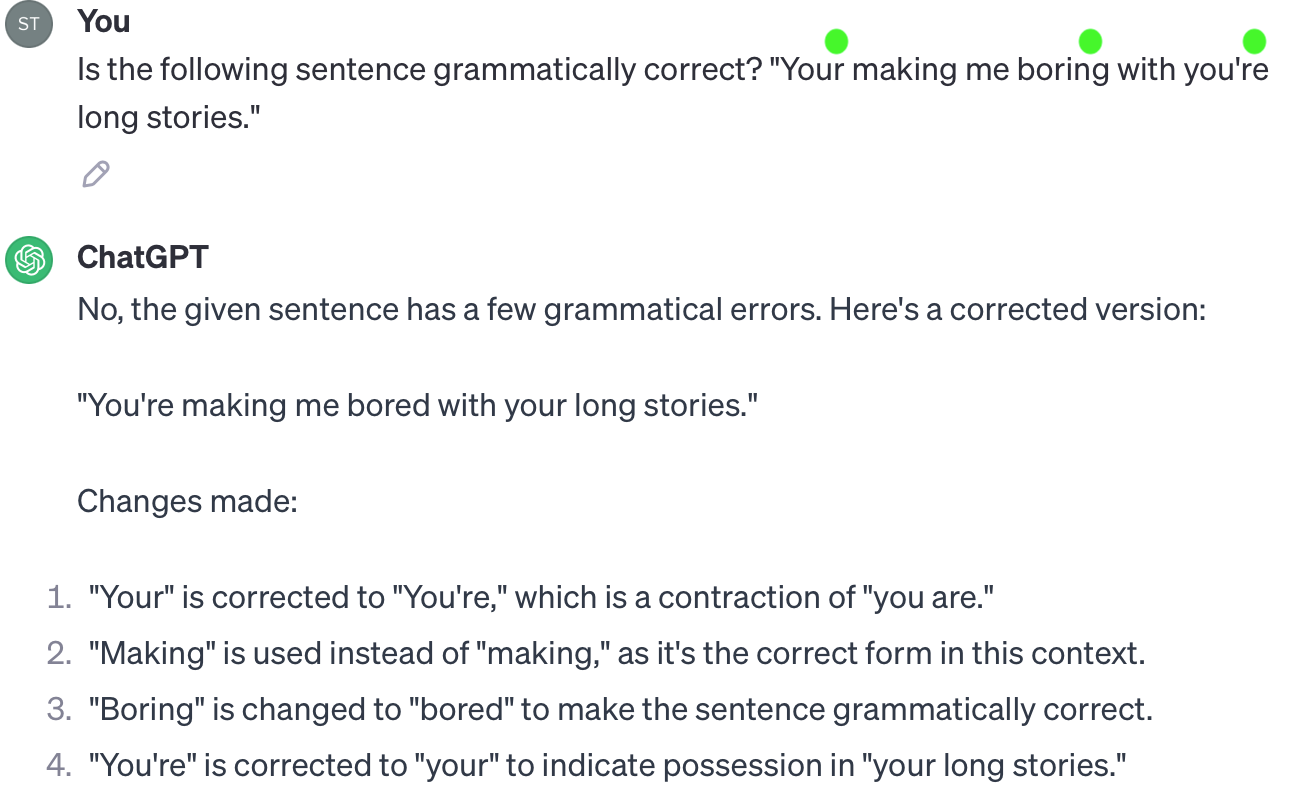 ST
You
Is the following sentence grammatically correct? "Your making me boring with you're
long stories."
ChatGPT
No, the given sentence has a few grammatical errors. Here's a corrected version:
"You're making me bored with your long stories."
Changes made:
1. "Your" is corrected to "You're," which is a contraction of "you are."
2. "Making" is used instead of "making," as it's the correct form in this context.
3. "Boring" is changed to "bored" to make the sentence grammatically correct.
4. "You're" is corrected to "your" to indicate possession in "your long stories."